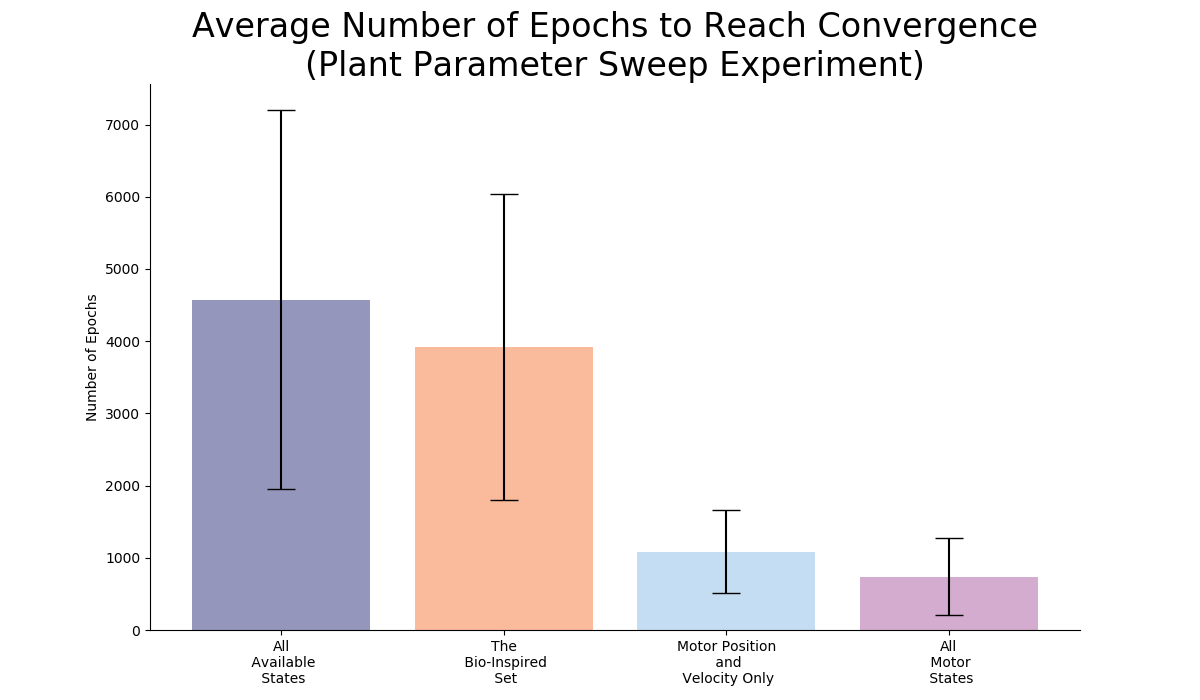 Average Number of Epochs to Reach Convergence
(Plant Parameter Sweep Experiment)
7000
6000
5000
4000
3000
2000
1000
0
Number of Epochs
All
Available
States
The
Bio-Inspired
Set
Motor Position
and
Velocity Only
All
Motor
States